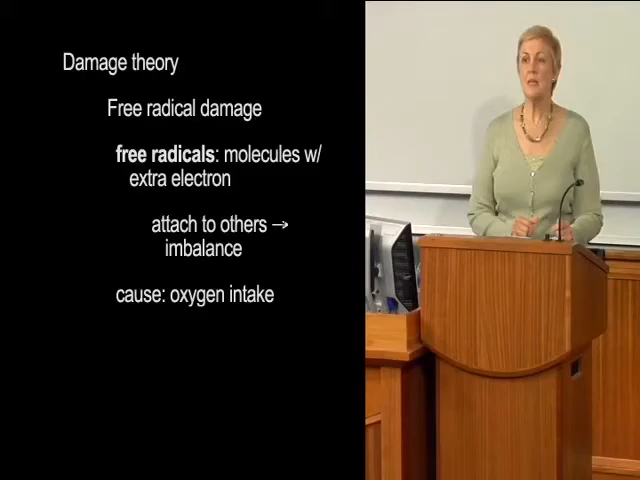 Damage theory
Free radical damage
free radicals: molecules w/
extra electron
attach to others →
imbalance
cause: oxygen intake